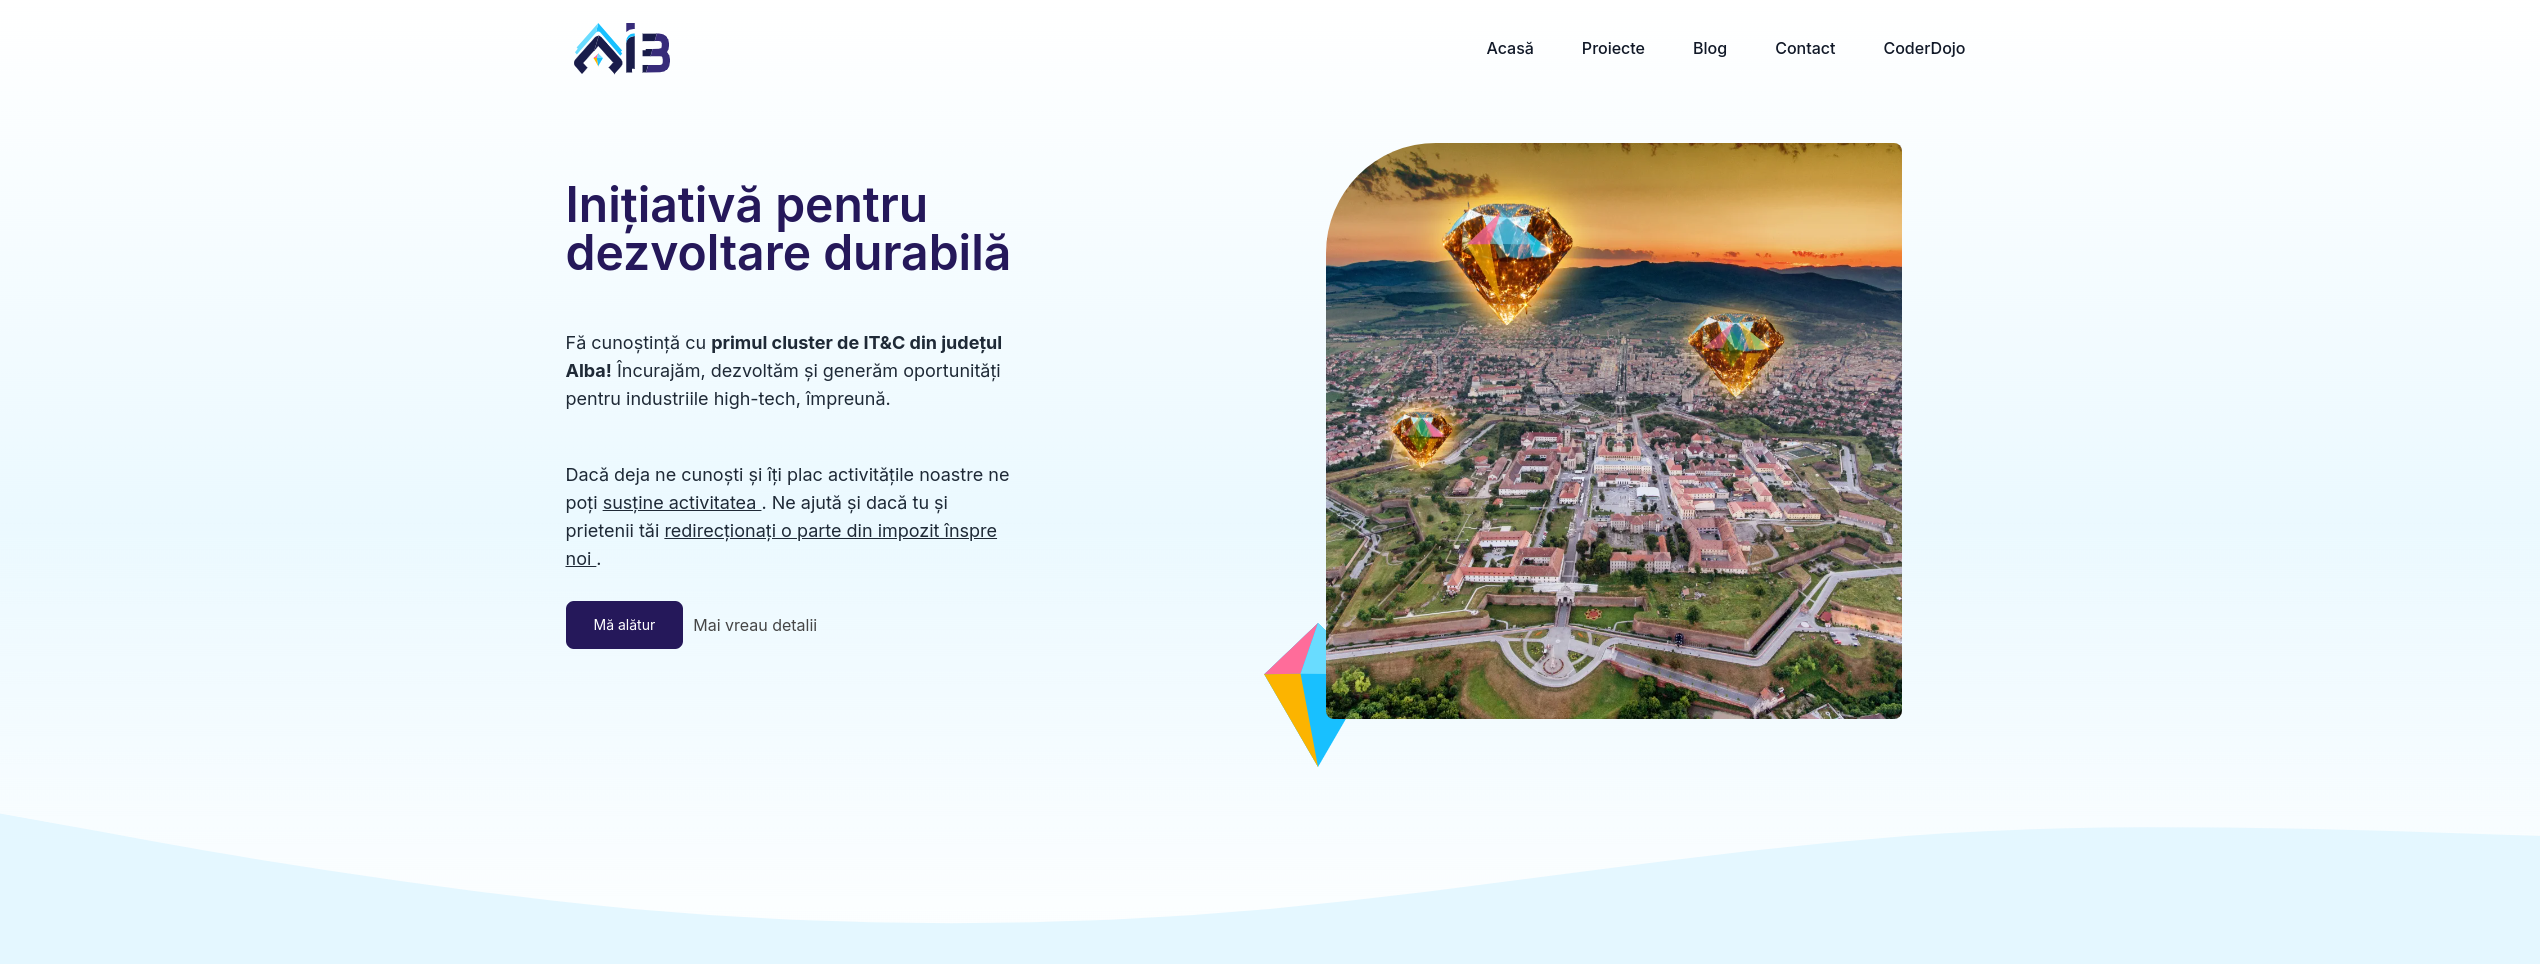 AIB
Acasă
Proiecte
Blog
Contact
CoderDojo
Inițiativă pentru
dezvoltare durabilă
Fă cunoștință cu primul cluster de IT&C din județul
Alba! Încurajăm, dezvoltăm și generăm oportunități
pentru industriile high-tech, împreună.
Dacă deja ne cunoști și îți plac activitățile noastre ne
poți susține activitatea . Ne ajută și dacă tu și
prietenii tăi redirecționați o parte din impozit înspre
noi .
Mă alătur
Mai vreau detalii